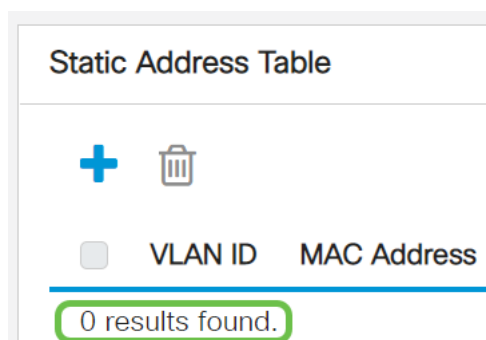 Static Address Table
VLAN ID MAC Address
0 results found.